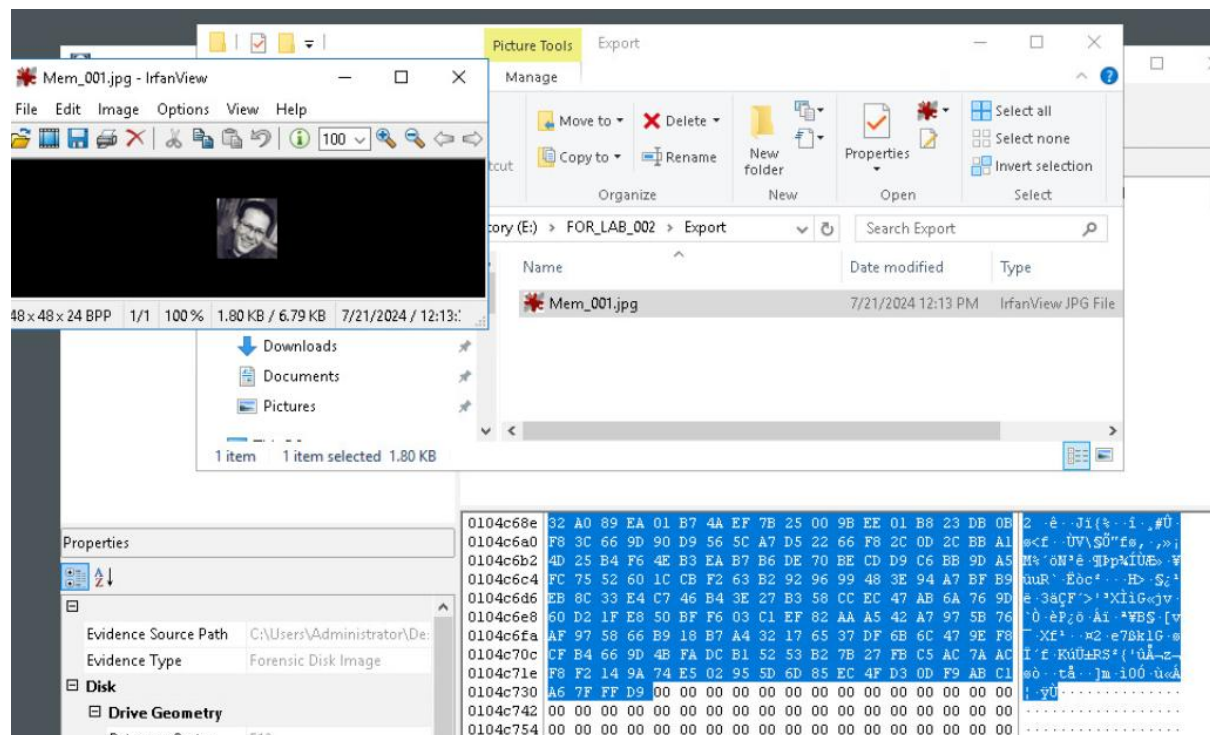 Picture Tools Export
Mem_001.jpg - IrfanView
Manage
File Edit Image Options View Help
100
Move to Delete
Copy to Rename
New folder
Properties
Select all
Select none
Invert selection
Organize New Open Select
tory (E:) > FOR_LAB_002 > Export
Search Export
Name Date modified Type
Mem_001.jpg 7/21/2024 12:13 PM IrfanView JPG File
48 x 48 x 24 BPP 1/1 100 % 1.80 KB / 6.79 KB 7/21/2024 / 12:13:
Downloads
Documents
Pictures
1 item 1 item selected 1.80 KB
Properties
Evidence Source Path C:\Users\Administrator\De:
Evidence Type Forensic Disk Image
Disk
Drive Geometry
0104c68e 32 A0 89 EA 01 B7 4A EF 7B 25 00 9B EE 01 B8 23 DB 0B
0104c6a0 F8 3C 66 9D 90 D9 56 5C A7 D5 22 66 F8 2C 0D 2C BB A1
0104c6b2 4D 25 B4 F6 4E B3 EA B7 B6 DE 70 BE CD D9 C6 BB 9D A5
0104c6c4 FC 75 52 60 1C CB F2 63 B2 92 96 99 48 3E 94 A7 BF B9
0104c6d6 EB 8C 33 E4 C7 46 B4 3E 27 B3 58 CC EC 47 AB 6A 76 9D
0104c6e8 60 D2 1F E8 50 BF F6 03 C1 EF 82 AA A5 42 A7 97 5B 76
0104c6fa AF 97 58 66 B9 18 B7 A4 32 17 65 37 DF 6B 6C 47 9E F8
0104c70c CF B4 66 9D 4B FA DC B1 52 53 B2 7B 27 FB C5 AC 7A AC
0104c71e F8 F2 14 9A 74 E5 02 95 5D 6D 85 EC 4F D3 0D F9 AB C1
0104c730 A6 7F FF D9 00 00 00 00 00 00 00 00 00 00 00 00 00 00
0104c742 00 00 00 00 00 00 00 00 00 00 00 00 00 00 00 00 00 00
0104c754 00 00 00 00 00 00 00 00 00 00 00 00 00 00 00 00 00 00